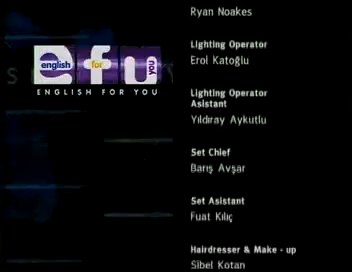 english for you
efu
ENGLISH FOR YOU
Ryan Noakes
Lighting Operator
Erol Katoğlu
Lighting Operator
Asistant
Yıldıray Aykutlu
Set Chief
Barış Avşar
Set Asistant
Fuat Kılıç
Hairdresser & Make - up
Sibel Kotan